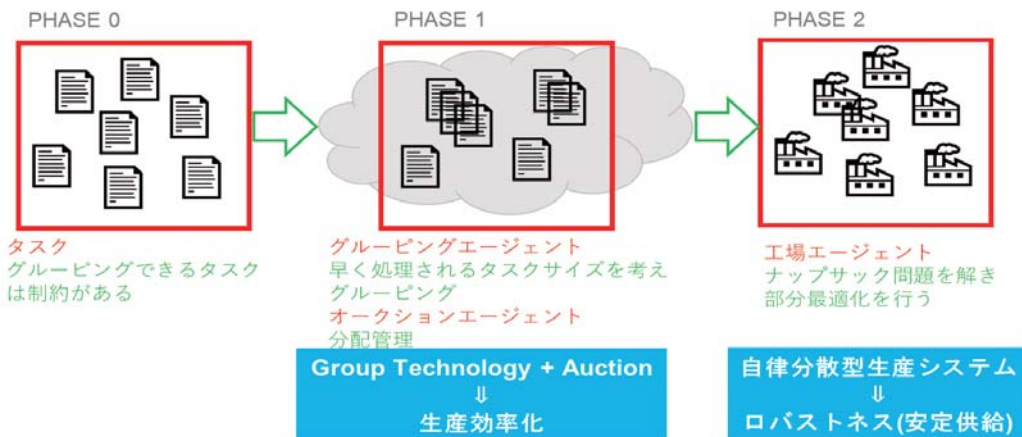 PHASE 0
PHASE 1
PHASE 2
タスク
グルーピングできるタスク
は制約がある
グルーピングエージェント
早く処理されるタスクサイズを考え
グルーピング
オークションエージェント
分配管理
工場エージェント
ナップサック問題を解き
部分最適化を行う
Group Technology + Auction
⇓
生産効率化
自律分散型生産システム
⇓
ロバストネス(安定供給)